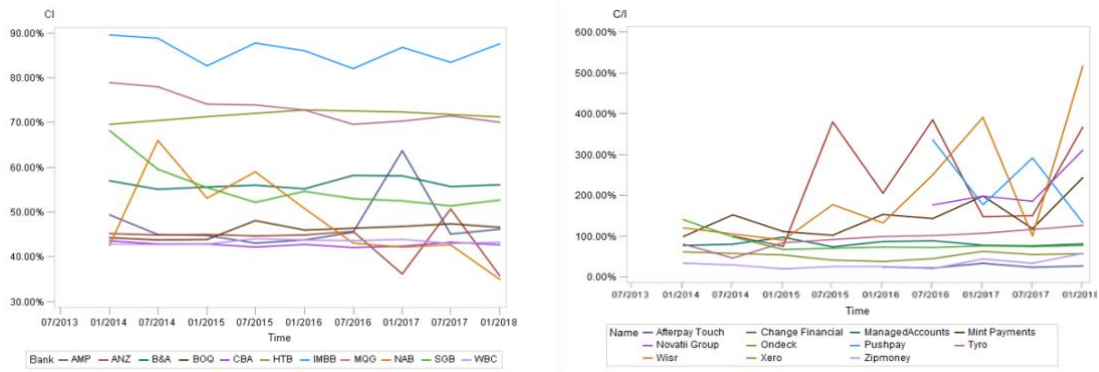 CI
90.00%
80.00%
70.00%
60.00%
50.00%
40.00%
30.00%
07/2013 01/2014 07/2014 01/2015 07/2015 01/2016 07/2016 01/2017 07/2017 01/2018
Time
Bank AMP ANZ B&A BOQ CBA HTB IMBB MQG NAB SGB WBC
C/I
600.00%
500.00%
400.00%
300.00%
200.00%
100.00%
0.00%
07/2013 01/2014 07/2014 01/2015 07/2015 01/2016 07/2016 01/2017 07/2017 01/2018
Time
Name Afterpay Touch Change Financial ManagedAccounts Mint Payments
Novatti Group Ondeck Pushpay Tyro
Wisr Xero Zipmoney